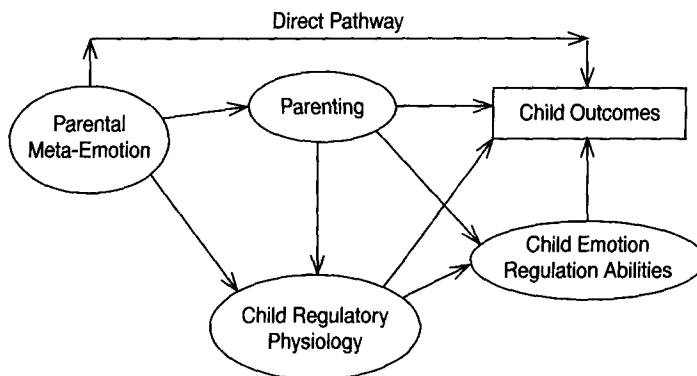 Direct Pathway
Parental
Meta-Emotion
Parenting
Child Outcomes
Child Emotion
Regulation Abilities
Child Regulatory
Physiology